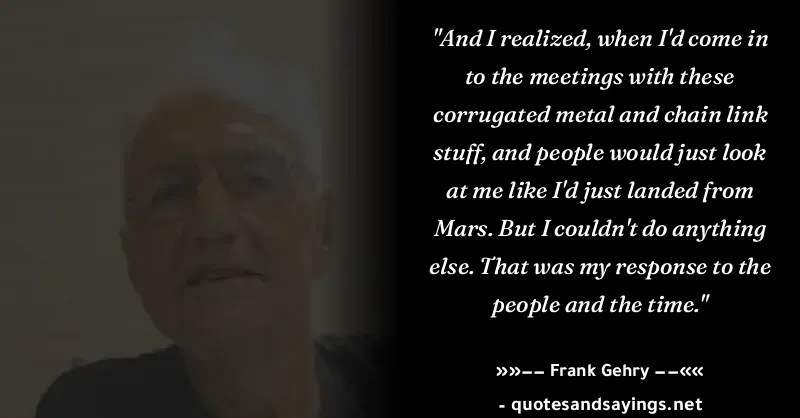 "And I realized, when I'd come in
to the meetings with these
corrugated metal and chain link
stuff, and people would just look
at me like I'd just landed from
Mars. But I couldn't do anything
else. That was my response to the
people and the time."
»»−− Frank Gehry −−««
- quotesandsayings.net